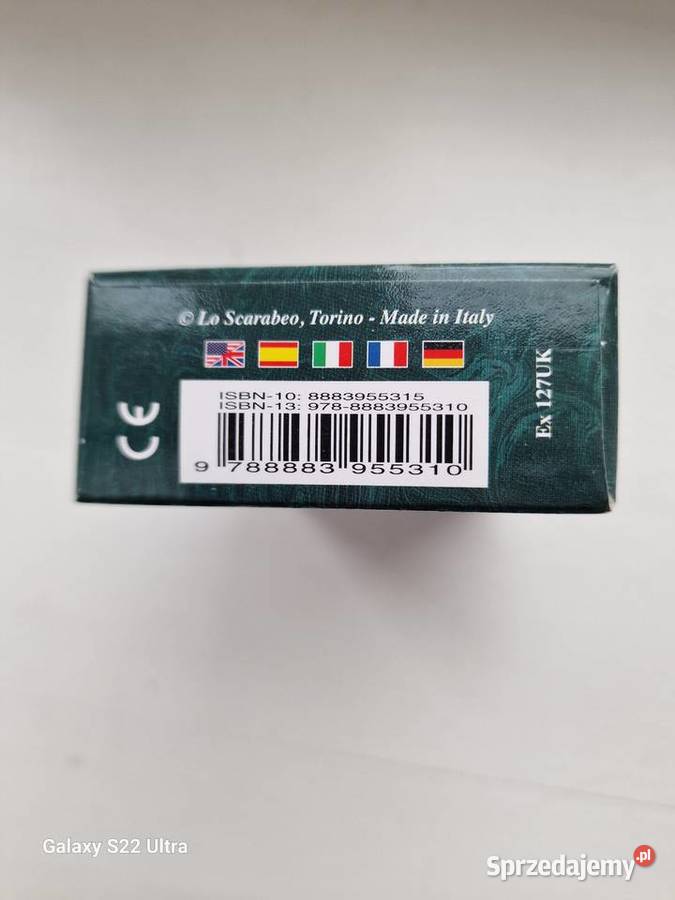 © Lo Scarabeo, Torino - Made in Italy
CE
ISBN-10: 8883955315
ISBN-13: 978-8883955310
9 788883 955310
Ex 127UK
Galaxy S22 Ultra
Sprzedajemy.pl